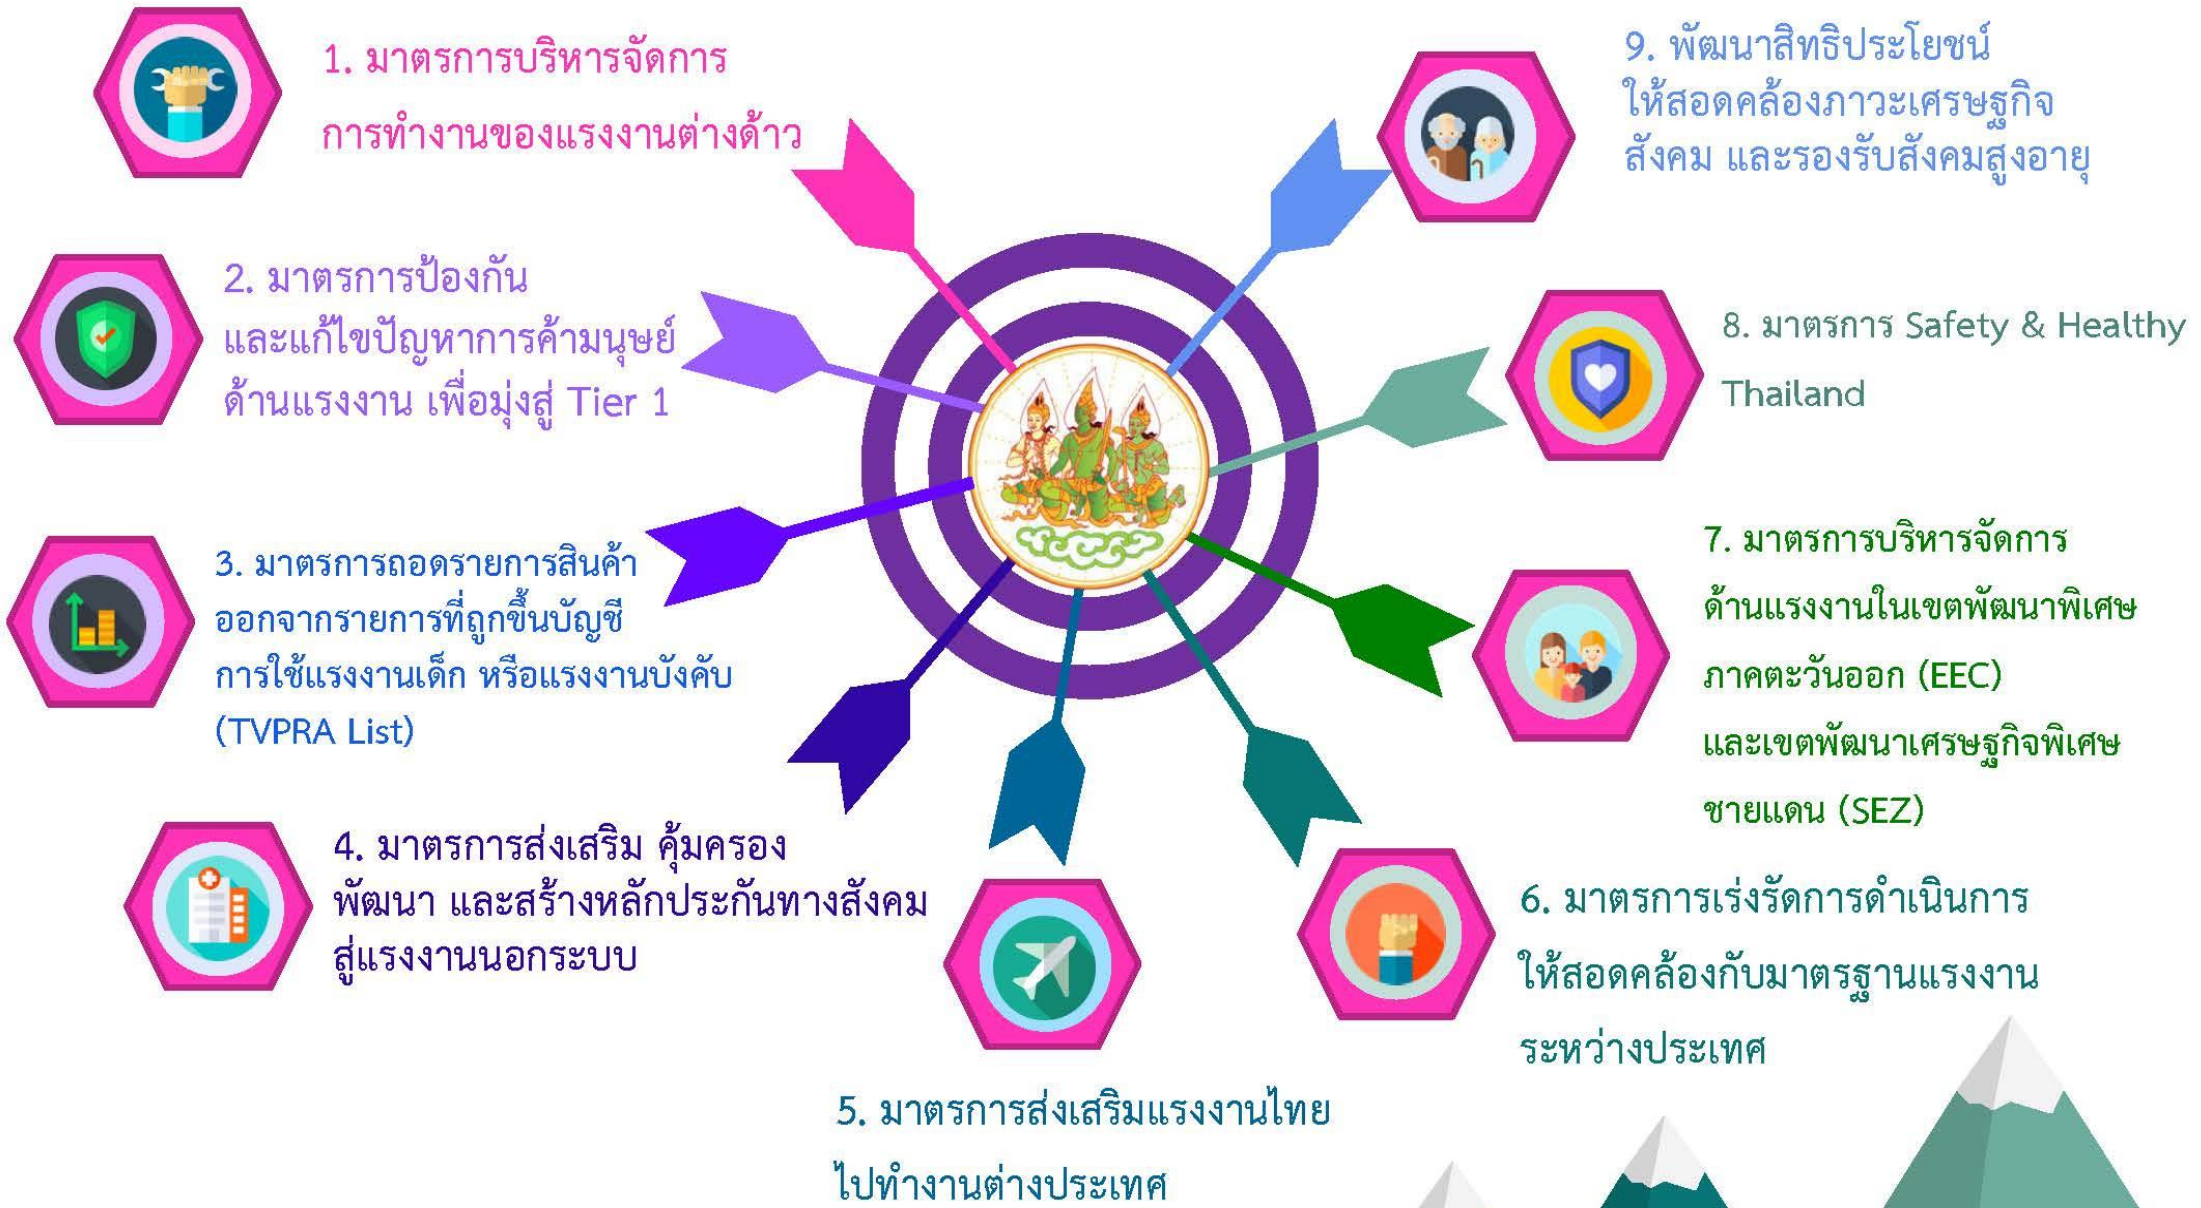 1. มาตรการบริหารจัดการ
การทำงานของแรงงานต่างด้าว
2. มาตรการป้องกัน
และแก้ไขปัญหาการค้ามนุษย์
ด้านแรงงาน เพื่อมุ่งสู่ Tier 1
3. มาตรการถอดรายการสินค้า
ออกจากรายการที่ถูกขึ้นบัญชี
การใช้แรงงานเด็ก หรือแรงงานบังคับ
(TVPRA List)
4. มาตรการส่งเสริม คุ้มครอง
พัฒนา และสร้างหลักประกันทางสังคม
สู่แรงงานนอกระบบ
5. มาตรการส่งเสริมแรงงานไทย
ไปทำงานต่างประเทศ
6. มาตรการเร่งรัดการดำเนินการ
ให้สอดคล้องกับมาตรฐานแรงงาน
ระหว่างประเทศ
7. มาตรการบริหารจัดการ
ด้านแรงงานในเขตพัฒนาพิเศษ
ภาคตะวันออก (EEC)
และเขตพัฒนาเศรษฐกิจพิเศษ
ชายแดน (SEZ)
8. มาตรการ Safety & Healthy
Thailand
9. พัฒนาสิทธิประโยชน์
ให้สอดคล้องภาวะเศรษฐกิจ
สังคม และรองรับสังคมสูงอายุ